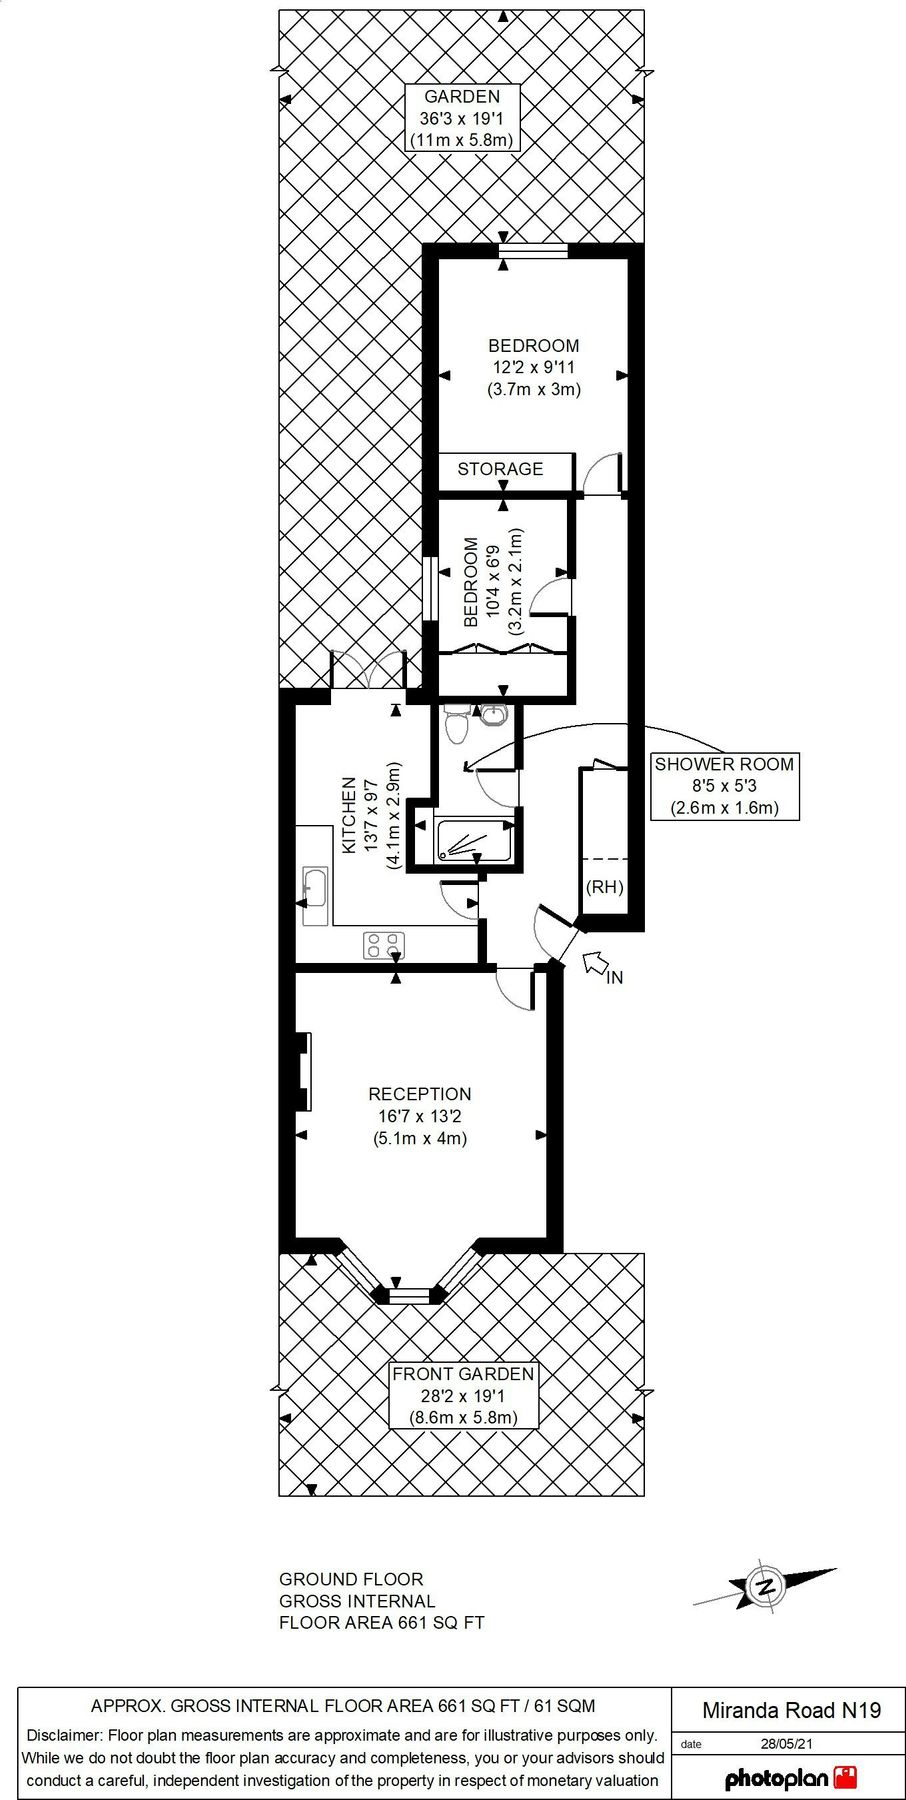 GARDEN
36'3 x 19'1
(11m x 5.8m)
BEDROOM
12'2 x 9'11
(3.7m x 3m)
STORAGE
BEDROOM
10'4 x 6'9
(3.2m x 2.1m)
SHOWER ROOM
8'5 x 5'3
(2.6m x 1.6m)
KITCHEN
13'7 x 9'7
(4.1m x 2.9m)
(RH)
IN
RECEPTION
16'7 x 13'2
(5.1m x 4m)
FRONT GARDEN
28'2 x 19'1
(8.6m x 5.8m)
GROUND FLOOR
GROSS INTERNAL
FLOOR AREA 661 SQ FT
N
APPROX. GROSS INTERNAL FLOOR AREA 661 SQ FT / 61 SQM
Disclaimer: Floor plan measurements are approximate and are for illustrative purposes only.
While we do not doubt the floor plan accuracy and completeness, you or your advisors should
conduct a careful, independent investigation of the property in respect of monetary valuation
Miranda Road N19
date 28/05/21
photoplan